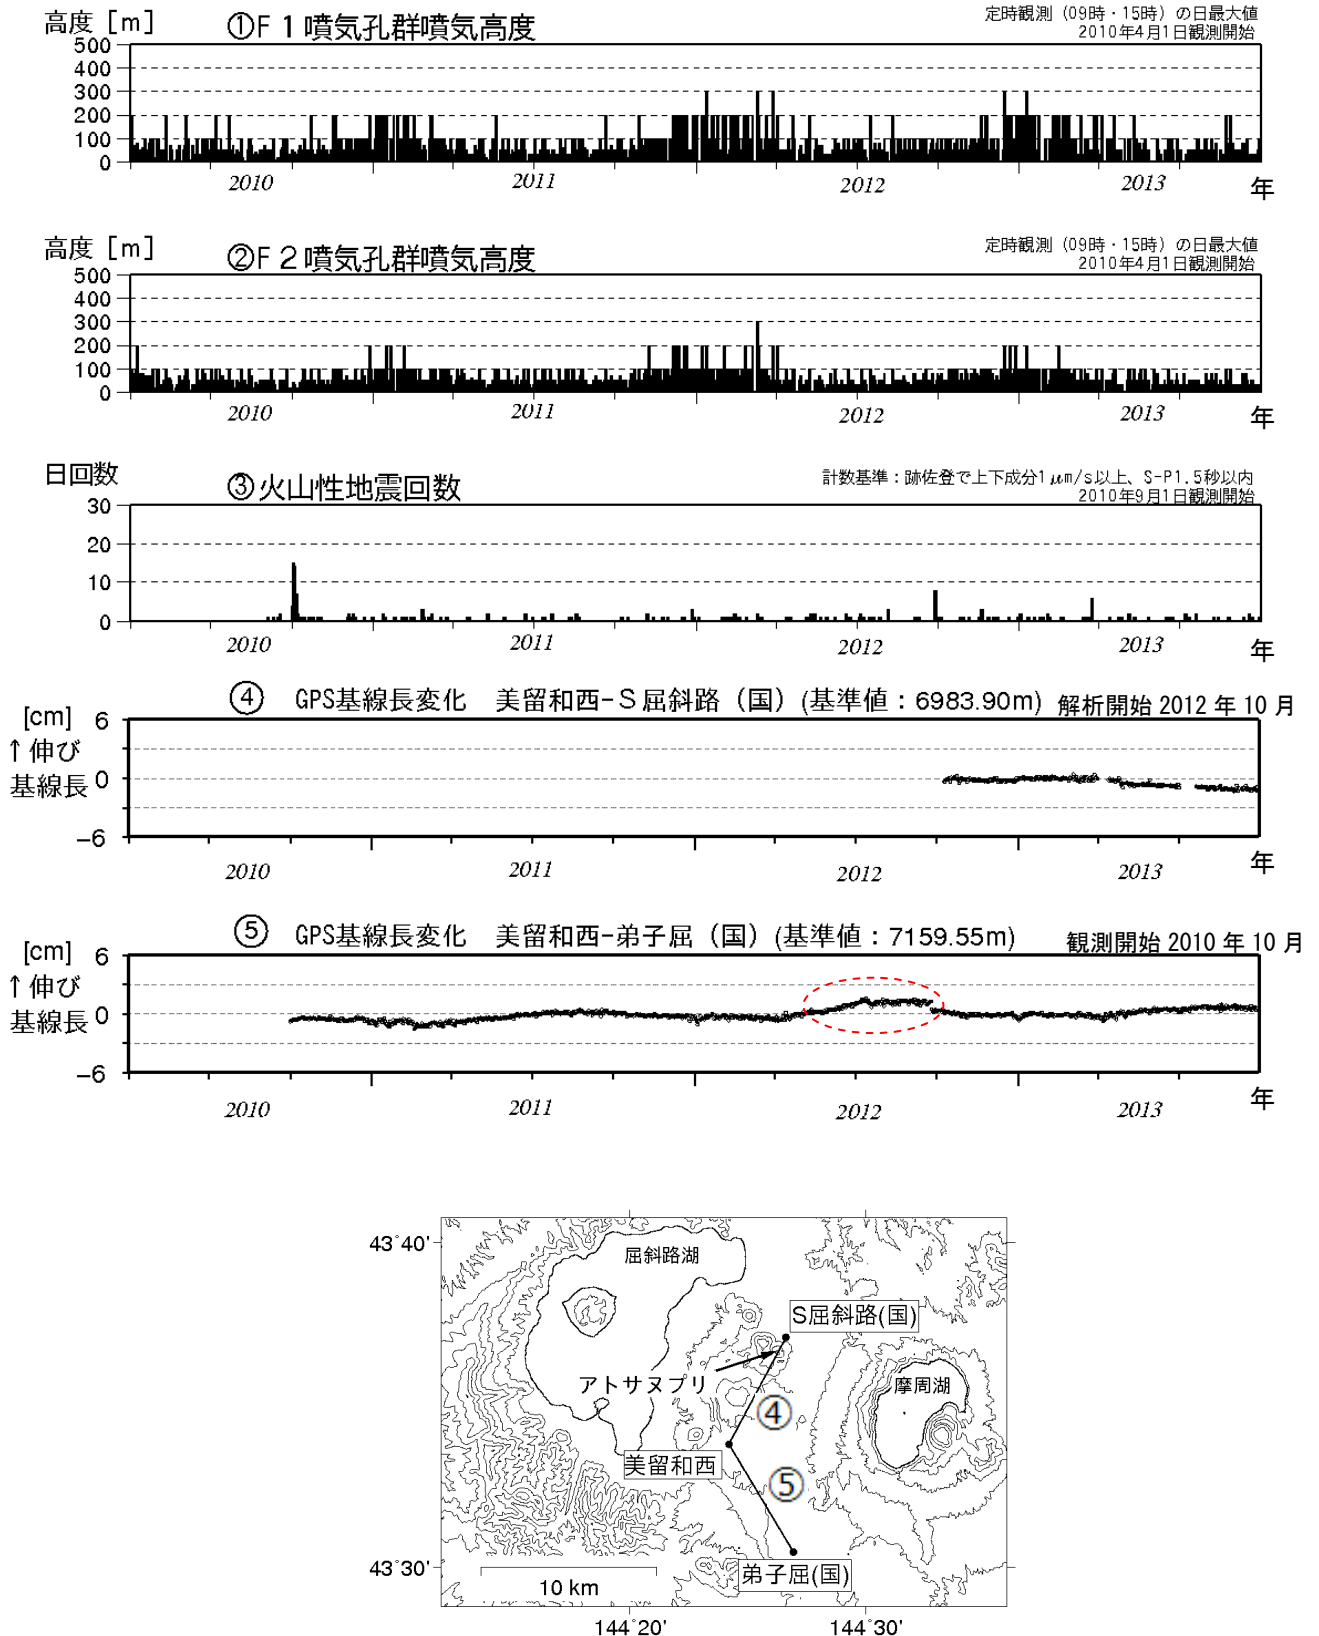 高度［m］
①F１噴気孔群噴気高度
定時観測（09時・15時）の日最大値
2010年4月1日観測開始
500
400
300
200
100
0
2010 2011 2012 2013 年
高度［m］
②F２噴気孔群噴気高度
定時観測（09時・15時）の日最大値
2010年4月1日観測開始
500
400
300
200
100
0
2010 2011 2012 2013 年
日回数
③火山性地震回数
計数基準：跡佐登で上下成分1μm/s以上、S-P1.5秒以内
2010年9月1日観測開始
30
20
10
0
2010 2011 2012 2013 年
④ GPS基線長変化 美留和西-Ｓ屈斜路（国）(基準値：6983.90m) 解析開始 2012 年 10 月
[cm]
↑伸び
基線長
6
0
−6
2010 2011 2012 2013 年
⑤ GPS基線長変化 美留和西-弟子屈（国）(基準値：7159.55m) 観測開始 2010 年 10 月
[cm]
↑伸び
基線長
6
0
−6
2010 2011 2012 2013 年
43°40'
屈斜路湖
S屈斜路(国)
アトサヌプリ
摩周湖
④
美留和西
⑤
43°30'
弟子屈(国)
10 km
144°20' 144°30'